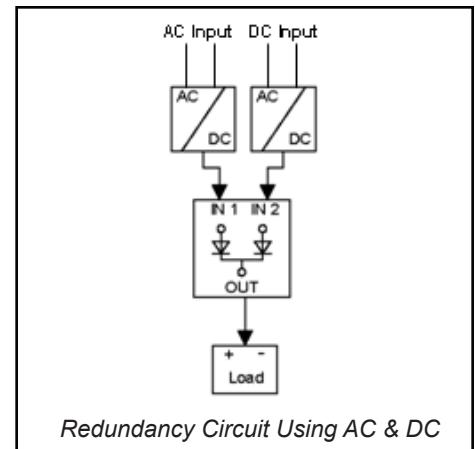 AC Input DC Input
AC AC
DC DC
IN 1 IN 2
OUT
+ -
Load
Redundancy Circuit Using AC & DC